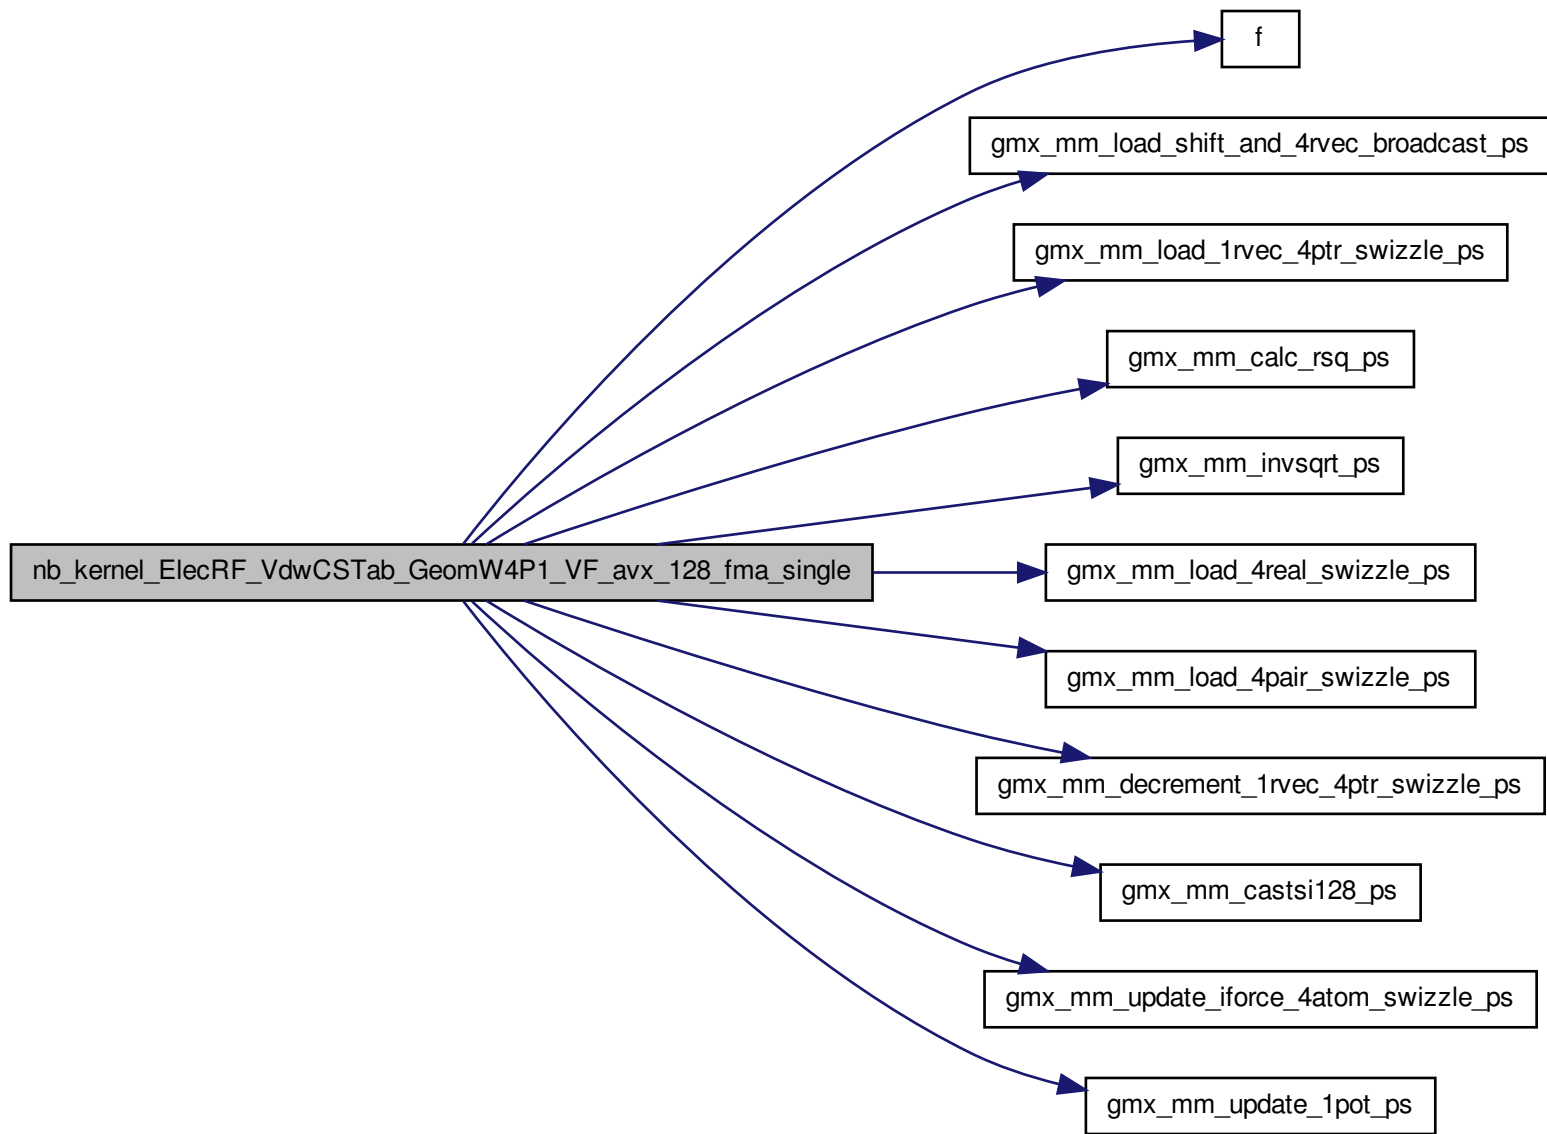 f
gmx_mm_load_shift_and_4rvec_broadcast_ps
gmx_mm_load_1rvec_4ptr_swizzle_ps
gmx_mm_calc_rsq_ps
gmx_mm_invsqrt_ps
nb_kernel_ElecRF_VdwCSTab_GeomW4P1_VF_avx_128_fma_single
gmx_mm_load_4real_swizzle_ps
gmx_mm_load_4pair_swizzle_ps
gmx_mm_decrement_1rvec_4ptr_swizzle_ps
gmx_mm_castsi128_ps
gmx_mm_update_iforce_4atom_swizzle_ps
gmx_mm_update_1pot_ps